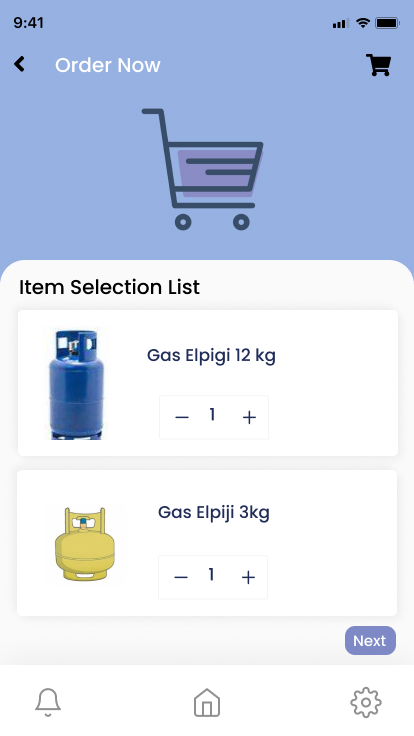 9:41
Order Now
Item Selection List
Gas Elpigi 12 kg
1
Gas Elpiji 3kg
1
Next